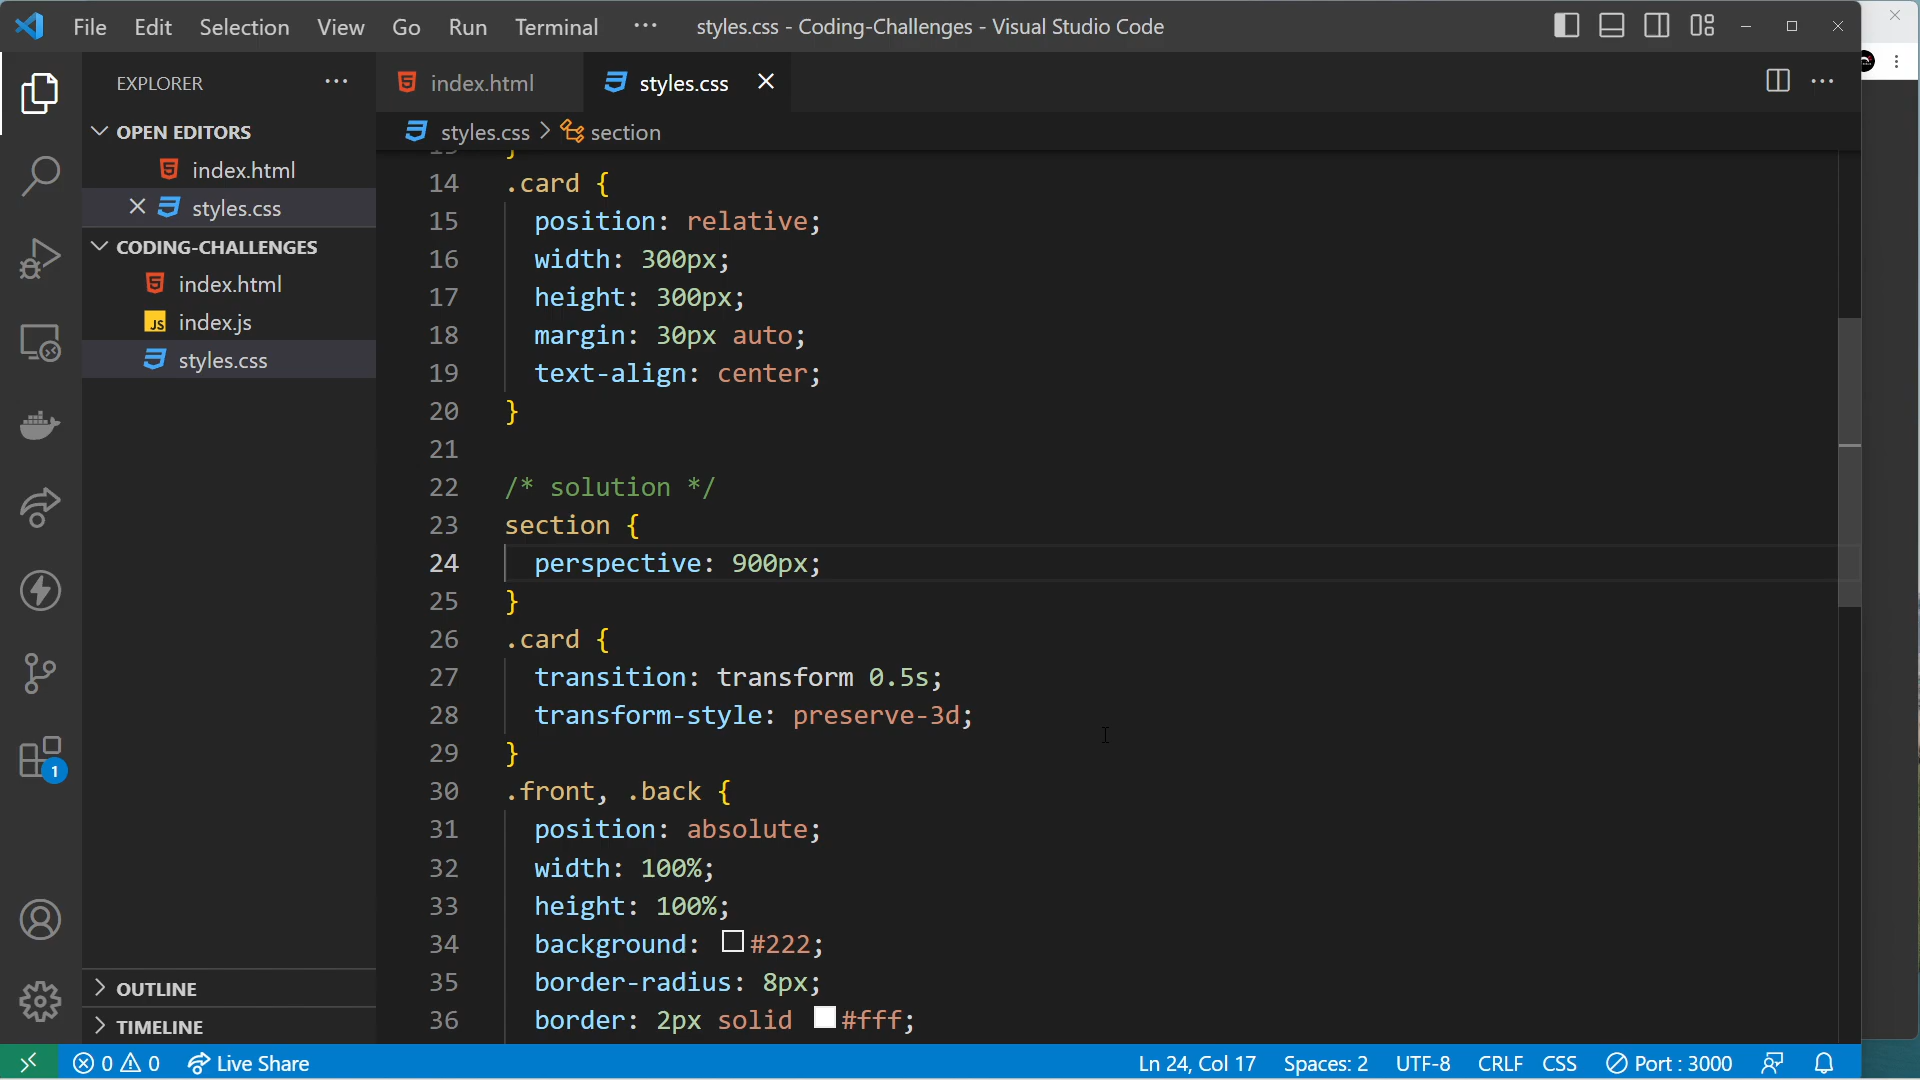 File Edit Selection View Go Run Terminal ··· styles.css - Coding-Challenges - Visual Studio Code
EXPLORER
OPEN EDITORS
index.html
styles.css
CODING-CHALLENGES
index.html
index.js
styles.css
OUTLINE
TIMELINE
1
index.html styles.css
styles.css > section
14 .card {
15 position: relative;
16 width: 300px;
17 height: 300px;
18 margin: 30px auto;
19 text-align: center;
20 }
21
22 /* solution */
23 section {
24 perspective: 900px;
25 }
26 .card {
27 transition: transform 0.5s;
28 transform-style: preserve-3d;
29 }
30 .front, .back {
31 position: absolute;
32 width: 100%;
33 height: 100%;
34 background: #222;
35 border-radius: 8px;
36 border: 2px solid #fff;
0 0 Live Share Ln 24, Col 17 Spaces: 2 UTF-8 CRLF CSS Port : 3000